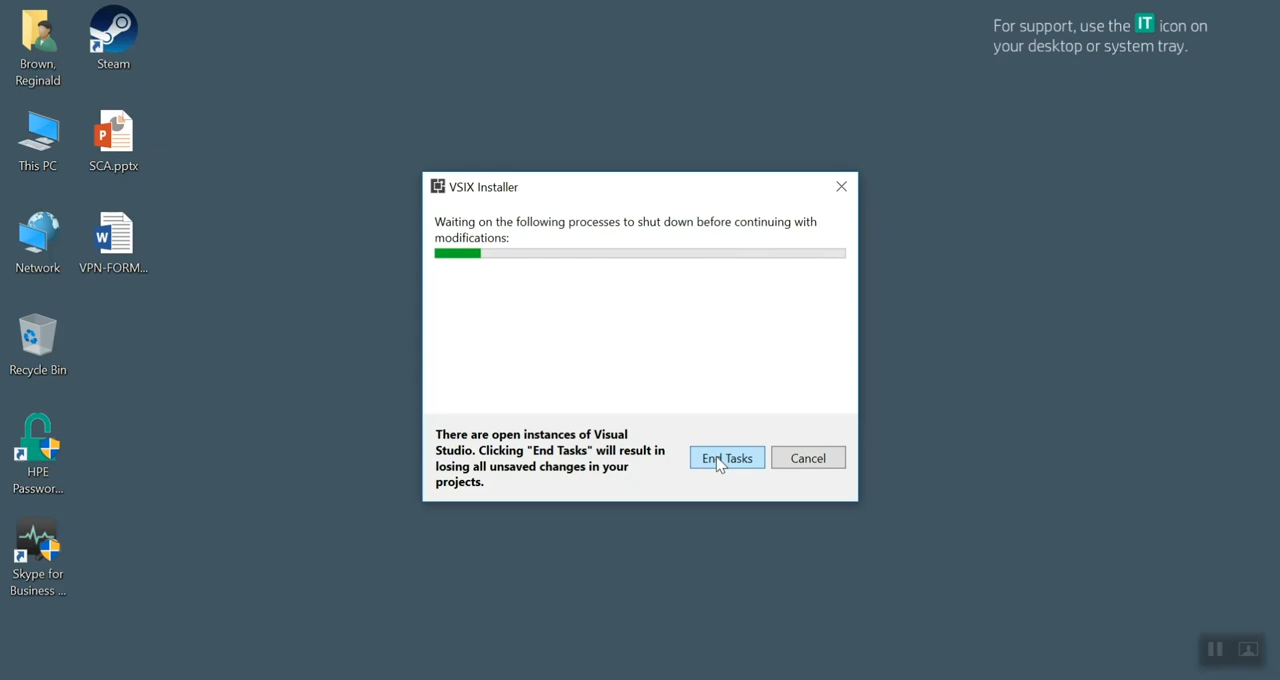 For support, use the IT icon on
your desktop or system tray.
Brown,
Reginald
Steam
This PC
SCA.pptx
Network
VPN-FORM...
Recycle Bin
HPE
Passwor...
Skype for
Business ...
VSIX Installer
Waiting on the following processes to shut down before continuing with
modifications:
There are open instances of Visual
Studio. Clicking "End Tasks" will result in
losing all unsaved changes in your
projects.
End Tasks
Cancel